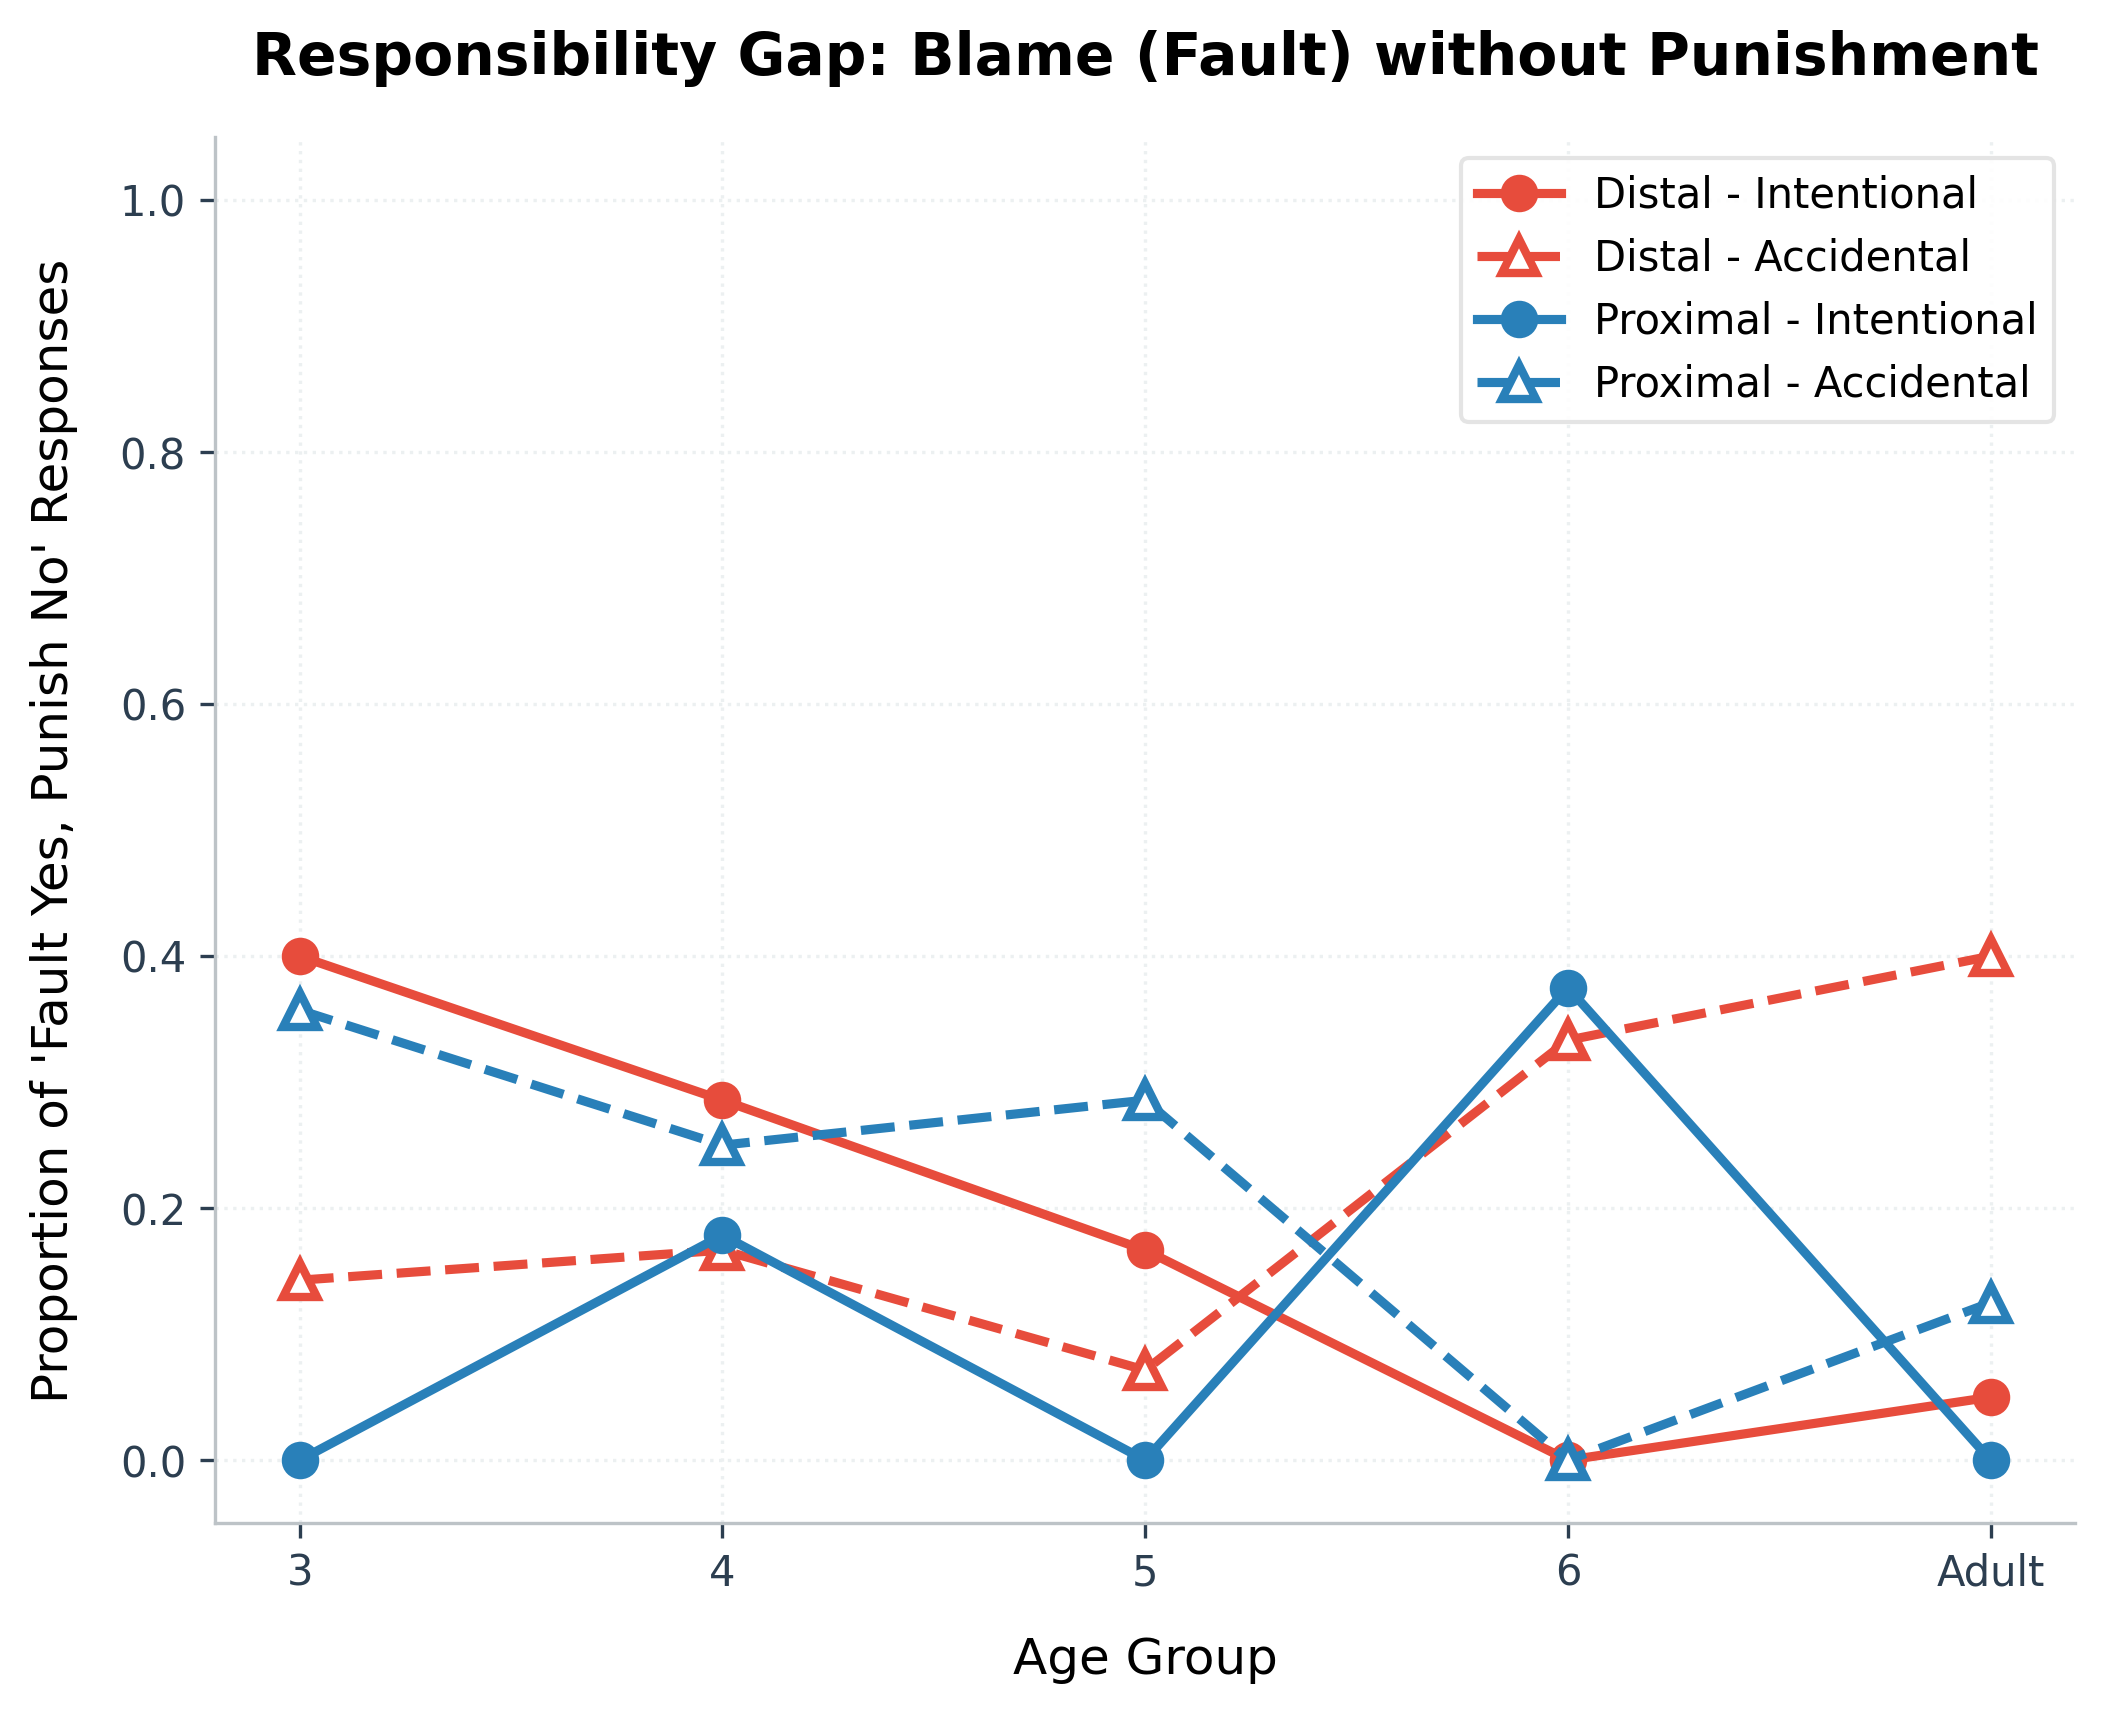 Responsibility Gap: Blame (Fault) without Punishment
Proportion of 'Fault Yes, Punish No' Responses
1.0
0.8
0.6
0.4
0.2
0.0
Distal - Intentional
Distal - Accidental
Proximal - Intentional
Proximal - Accidental
3 4 5 6 Adult
Age Group